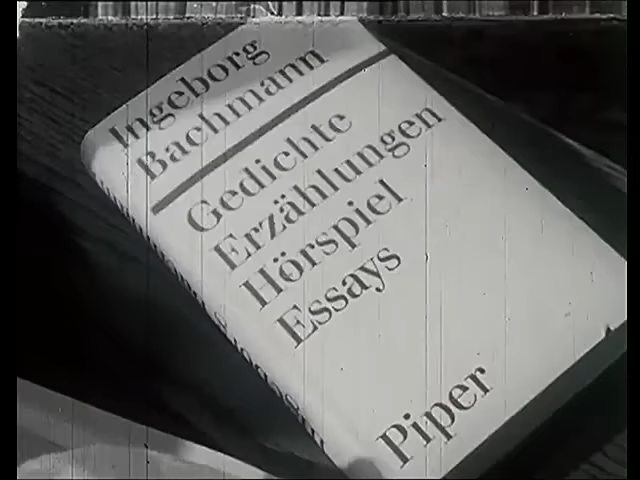 Ingeborg
Bachmann
Gedichte
Erzählungen
Hörspiel
Essays
Piper